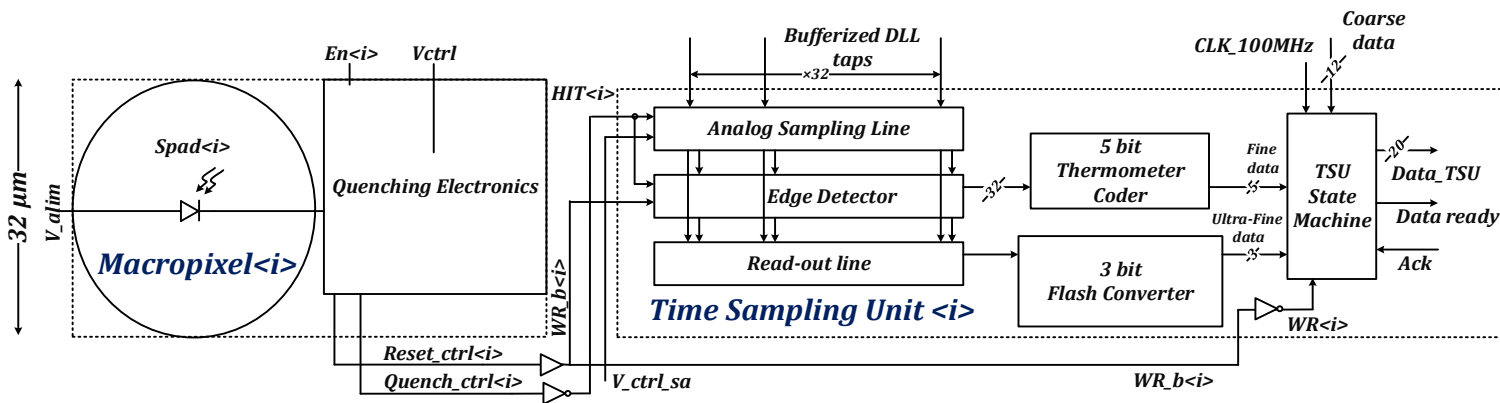 En<i>
Vctrl
HIT<i>
Bufferized DLL
taps
×32
CLK_100MHz
Coarse
data
12
32 µm
V_alim
Spad<i>
Quenching Electronics
Macropixel<i>
WR_b<i>
Analog Sampling Line
Edge Detector
Read-out line
32
5 bit
Thermometer
Coder
3 bit
Flash Converter
Fine
data
5
Ultra-Fine
data
3
TSU
State
Machine
20
Data_TSU
Data ready
Ack
Time Sampling Unit <i>
WR<i>
Reset_ctrl<i>
Quench_ctrl<i>
V_ctrl_sa
WR_b<i>